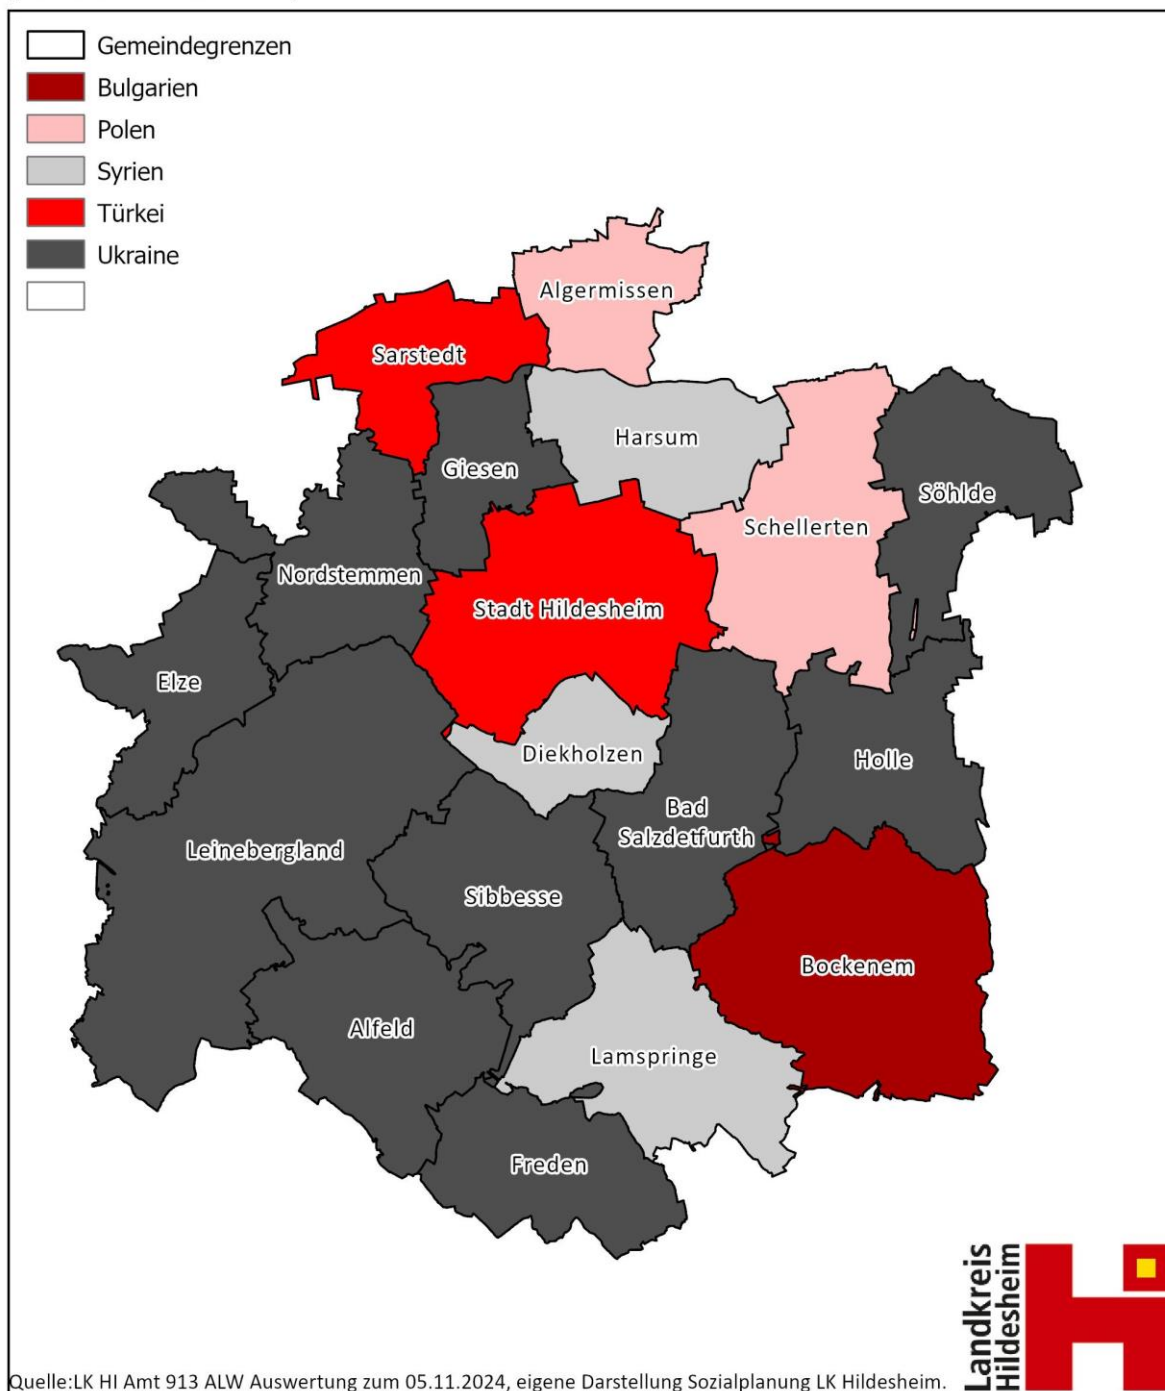 Gemeindegrenzen
Bulgarien
Polen
Syrien
Türkei
Ukraine
Algermissen
Sarstedt
Harsum
Giesen
Söhlde
Schellerten
Nordstemmen
Stadt Hildesheim
Elze
Diekholzen
Holle
Bad
Salzdetfurth
Leinebergland
Sibbesse
Bockenem
Alfeld
Lamspringe
Freden
Landkreis
Hildesheim
Quelle:LK HI Amt 913 ALW Auswertung zum 05.11.2024, eigene Darstellung Sozialplanung LK Hildesheim.